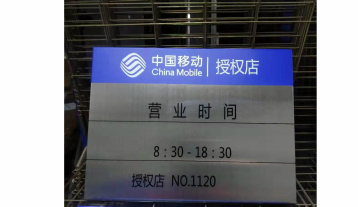 中国移动
China Mobile
授权店
营业时间
8:30-18:30
授权店 NO.1120